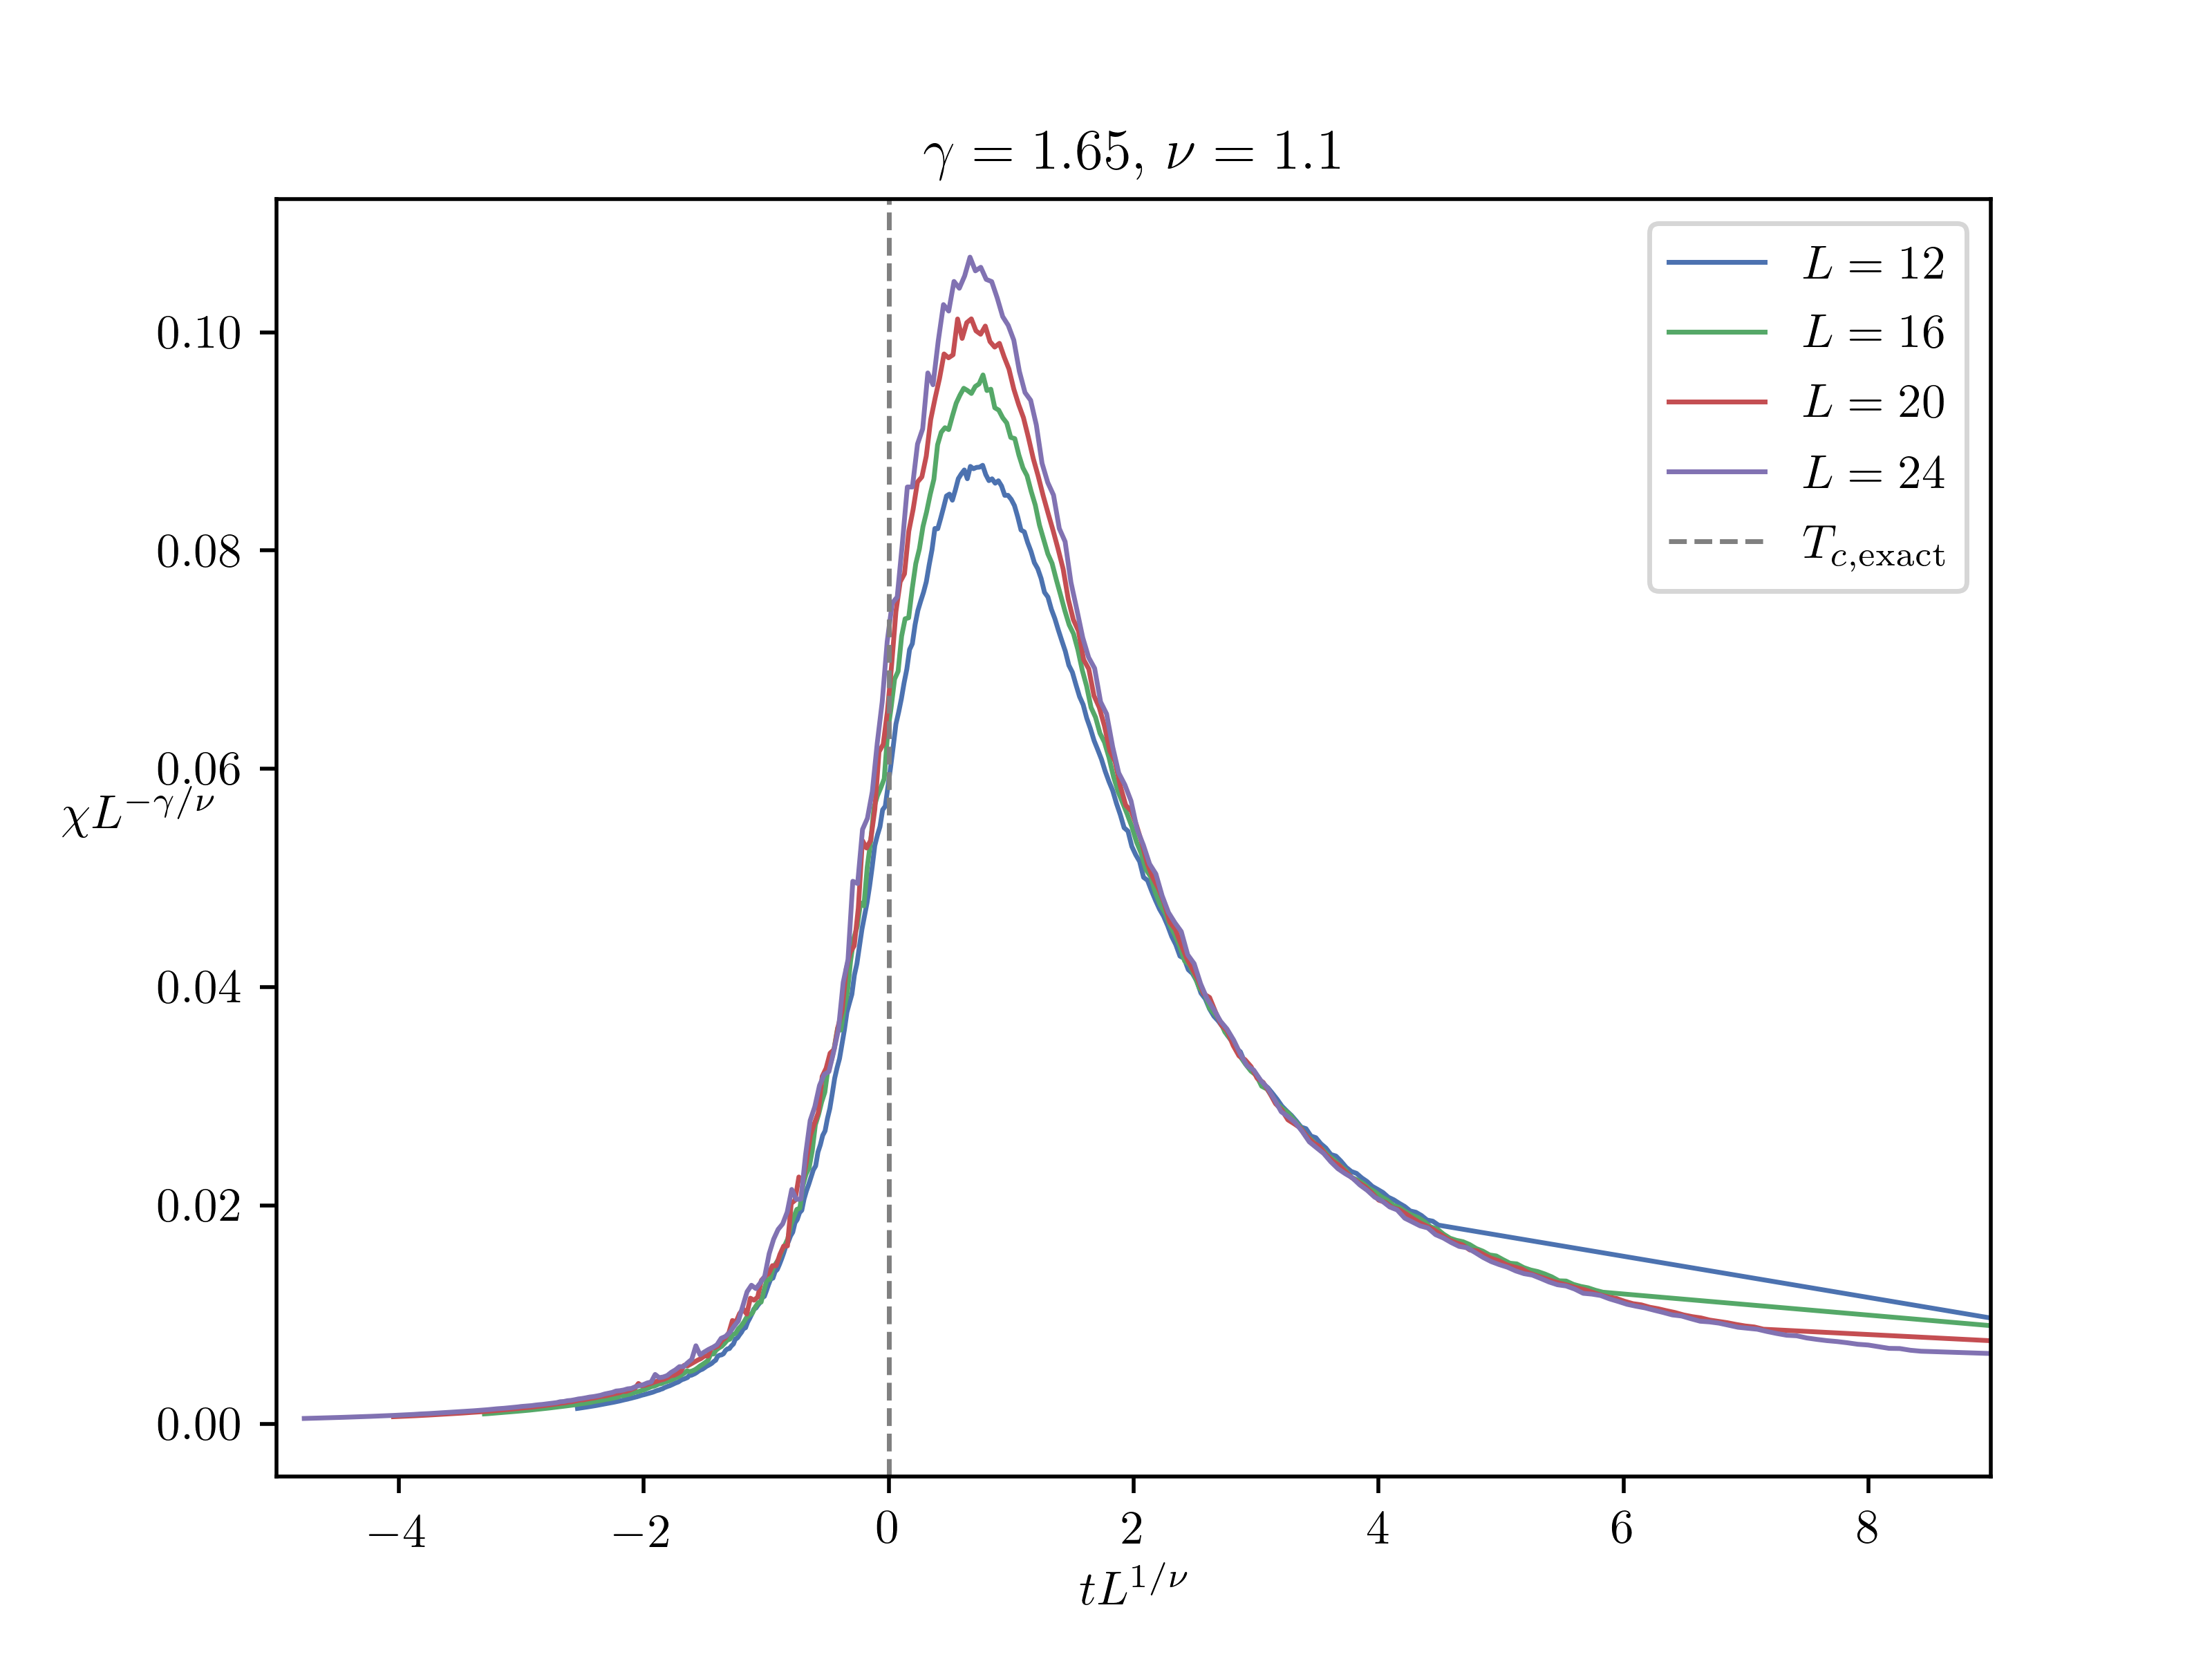 γ = 1.65, ν = 1.1
L = 12
L = 16
L = 20
L = 24
T_{c,exact}
0.10
0.08
0.06
0.04
0.02
0.00
χL^{−γ/ν}
−4 −2 0 2 4 6 8
tL^{1/ν}